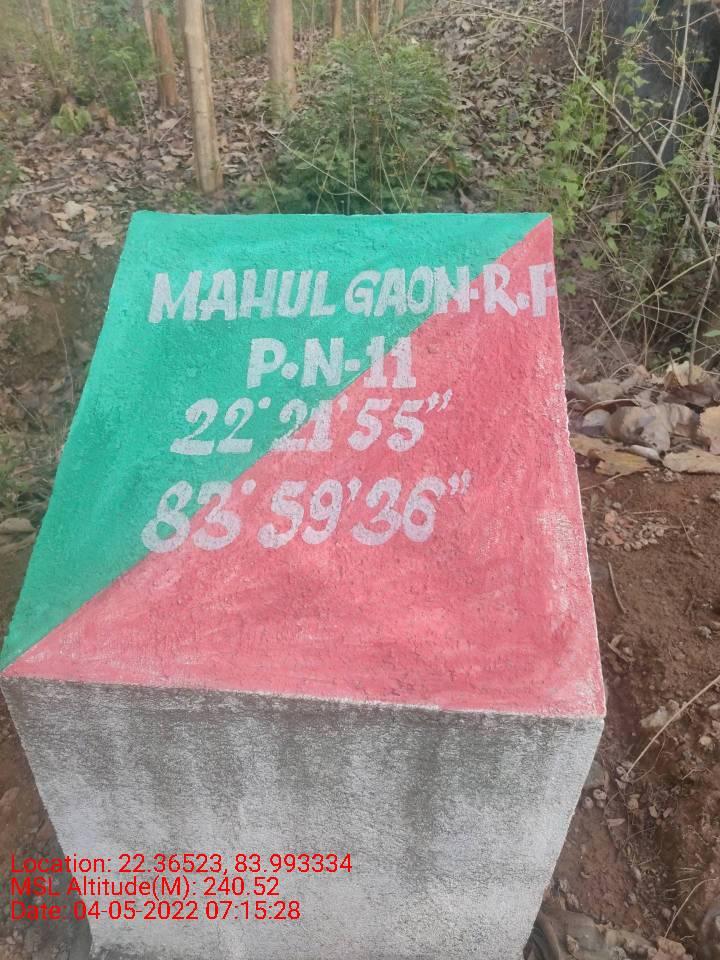 MAHUL GAON-R.F
P.N-11
22°21'55"
83°59'36"
Location: 22.36523, 83.993334
MSL Altitude(M): 240.52
Date: 04-05-2022 07:15:28